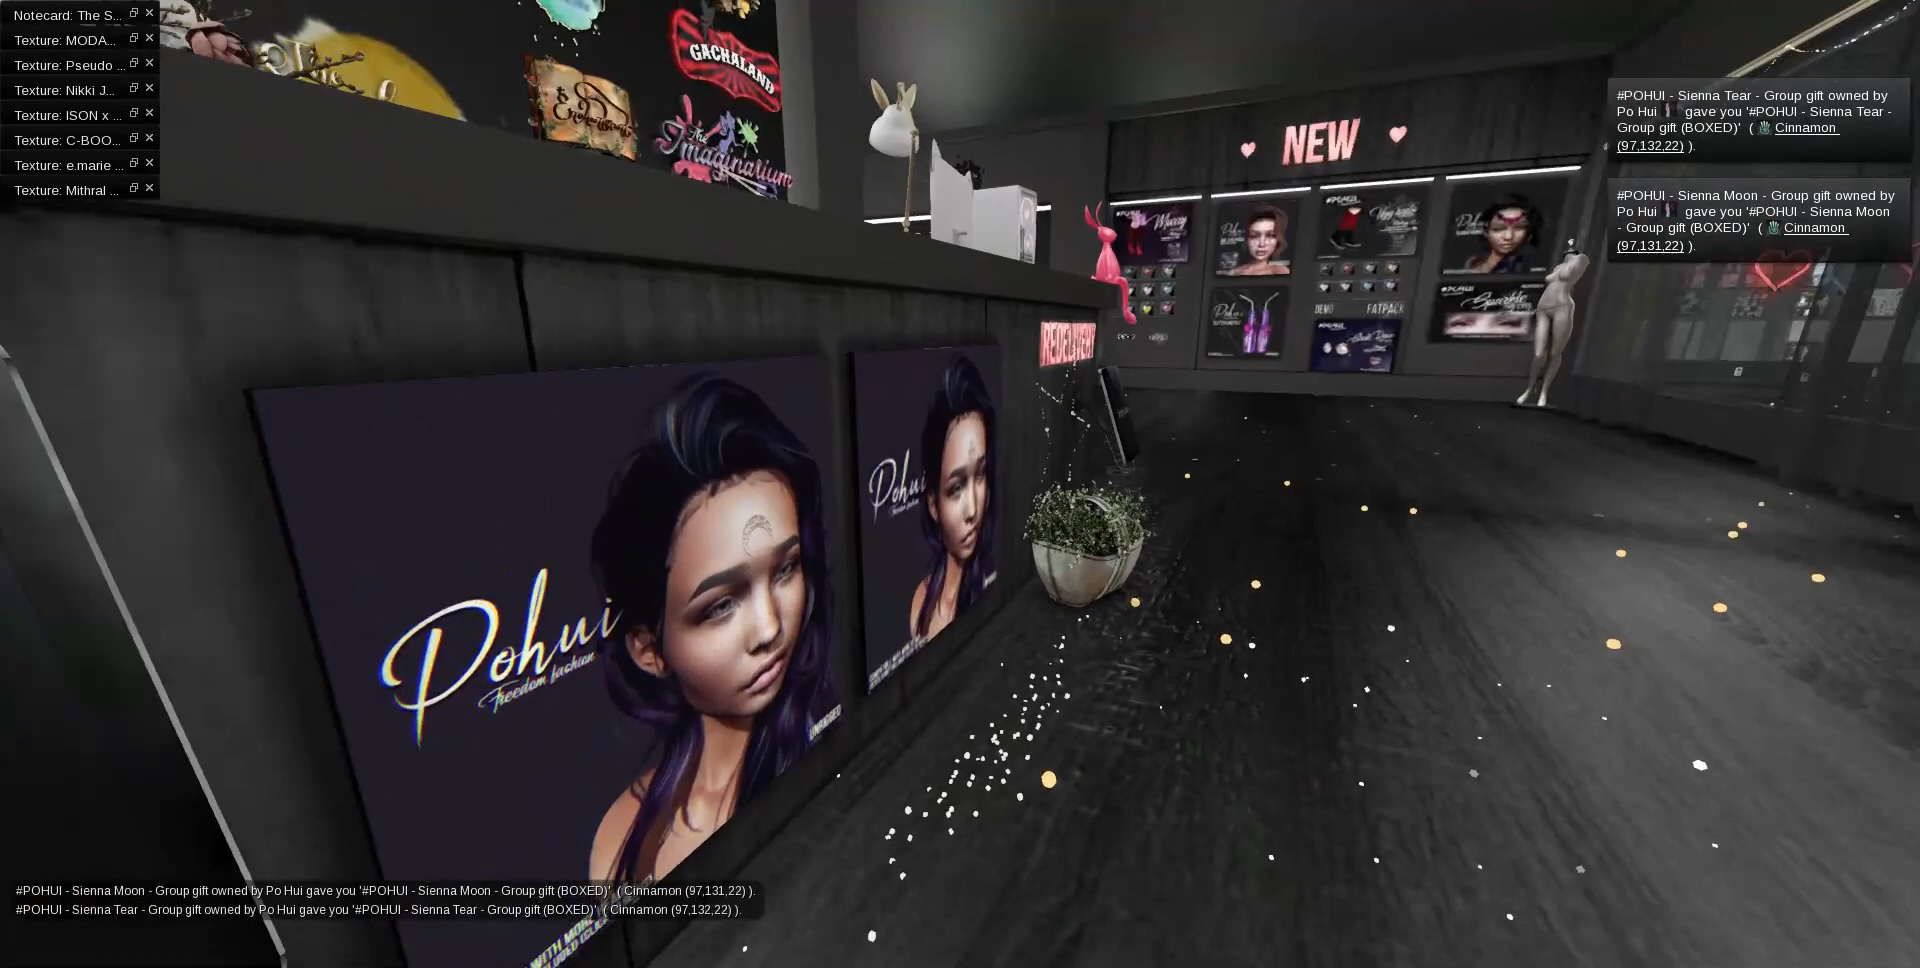 Notecard: The S...
Texture: MODA...
Texture: Pseudo ...
Texture: Nikki J...
Texture: ISON x ...
Texture: C-BOO...
Texture: e.marie ...
Texture: Mithral ...
GACHALAND
The
Imaginarium
NEW
#POHUI - Sienna Tear - Group gift owned by
Po Hui gave you '#POHUI - Sienna Tear -
Group gift (BOXED)' ( Cinnamon
(97,132,22) ).
#POHUI - Sienna Moon - Group gift owned by
Po Hui gave you '#POHUI - Sienna Moon
- Group gift (BOXED)' ( Cinnamon
(97,131,22) ).
DEMO FATPACK
REDELIVERY
Pohui
Freedom fashion
UNRIGGED
Pohui
#POHUI - Sienna Moon - Group gift owned by Po Hui gave you '#POHUI - Sienna Moon - Group gift (BOXED)' ( Cinnamon (97,131,22) ).
#POHUI - Sienna Tear - Group gift owned by Po Hui gave you '#POHUI - Sienna Tear - Group gift (BOXED)' ( Cinnamon (97,132,22) ).
WITH MORE